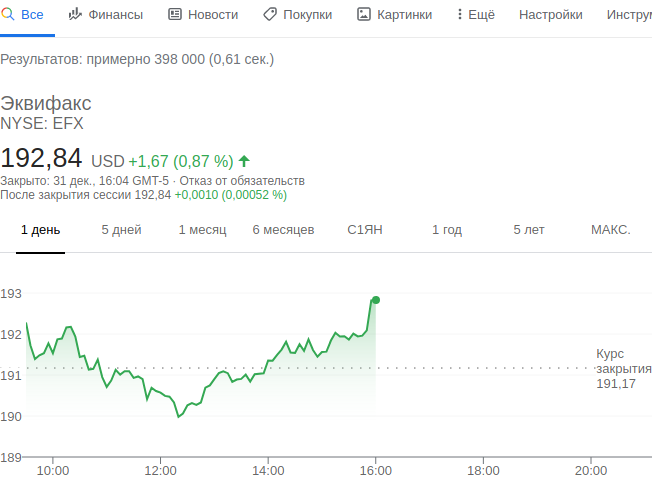 Все Финансы Новости Покупки Картинки Ещё Настройки
Результатов: примерно 398 000 (0,61 сек.)
Эквифакс
NYSE: EFX
192,84 USD +1,67 (0,87 %)
Закрыто: 31 дек., 16:04 GMT-5 · Отказ от обязательств
После закрытия сессии 192,84 +0,0010 (0,00052 %)
1 день 5 дней 1 месяц 6 месяцев С1ЯН 1 год 5 лет МАКС.
193
192
191
190
189
Курс
закрытия
191,17
10:00 12:00 14:00 16:00 18:00 20:00